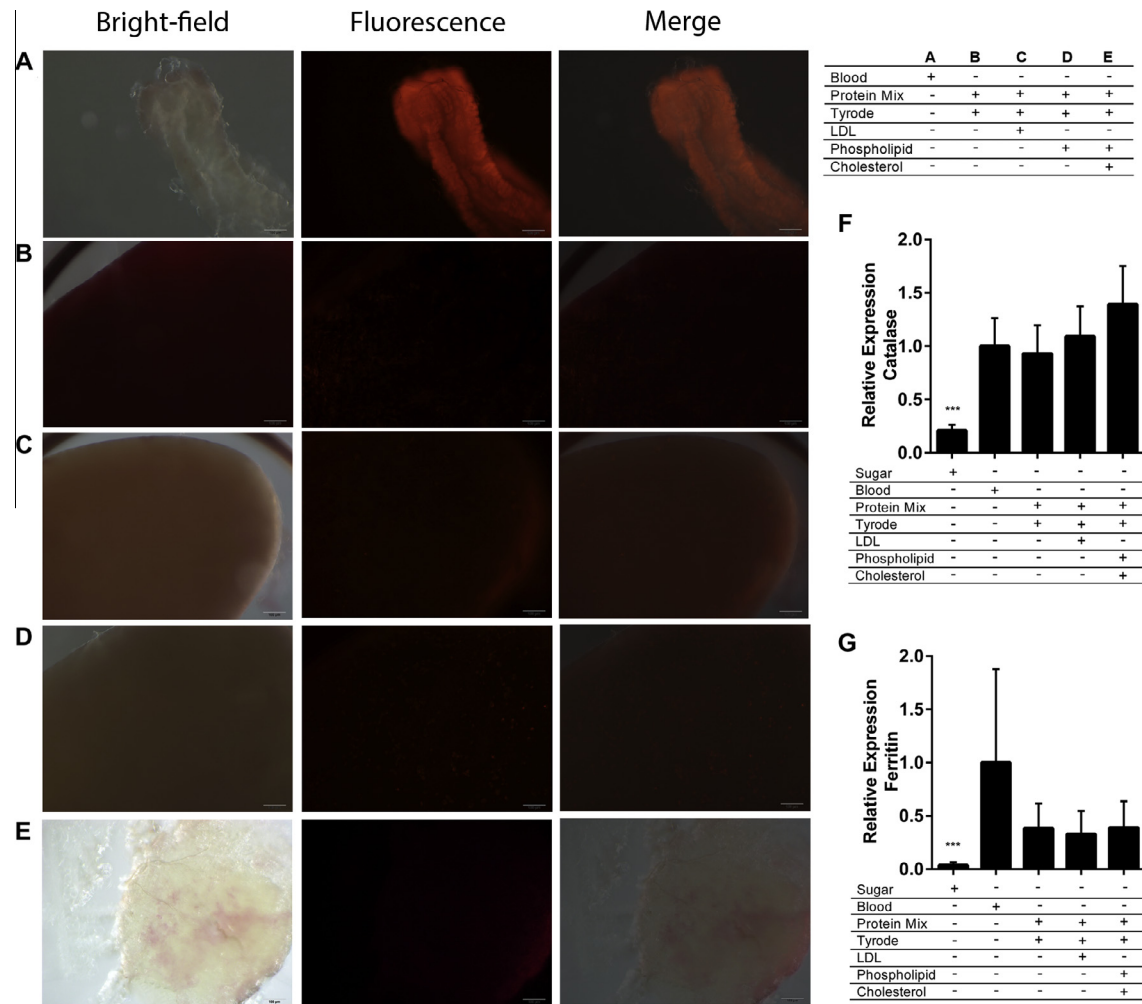 Bright-field Fluorescence Merge
A
B
C
D
E
A B C D E
Blood + - - - -
Protein Mix - + + + +
Tyrode - + + + +
LDL - - + - -
Phospholipid - - - + +
Cholesterol - - - - +
F
Relative Expression
Catalase
2.0
1.5
1.0
0.5
0.0
***
Sugar + - - - -
Blood - + - - -
Protein Mix - - + + +
Tyrode - - + + +
LDL - - - + -
Phospholipid - - - - +
Cholesterol - - - - +
G
Relative Expression
Ferritin
2.0
1.5
1.0
0.5
0.0
***
Sugar + - - - -
Blood - + - - -
Protein Mix - - + + +
Tyrode - - + + +
LDL - - - + -
Phospholipid - - - - +
Cholesterol - - - - +